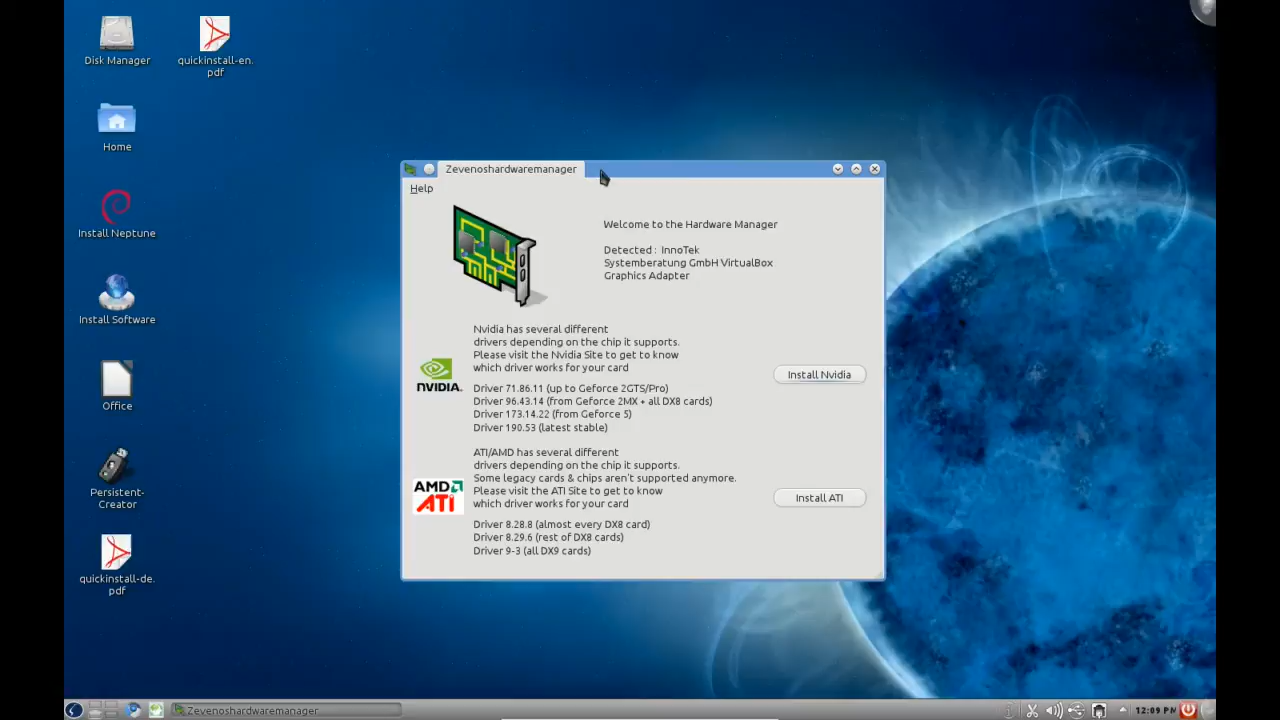 Disk Manager
quickinstall-en.
pdf
Home
Install Neptune
Install Software
Office
Persistent-
Creator
quickinstall-de.
pdf
Zevenoshardwaremanager
Help
Welcome to the Hardware Manager
Detected : InnoTek
Systemberatung GmbH VirtualBox
Graphics Adapter
Nvidia has several different
drivers depending on the chip it supports.
Please visit the Nvidia Site to get to know
which driver works for your card
NVIDIA.
Install Nvidia
Driver 71.86.11 (up to Geforce 2GTS/Pro)
Driver 96.43.14 (from Geforce 2MX + all DX8 cards)
Driver 173.14.22 (from Geforce 5)
Driver 190.53 (latest stable)
ATI/AMD has several different
drivers depending on the chip it supports.
Some legacy cards & chips aren't supported anymore.
Please visit the ATI Site to get to know
which driver works for your card
AMD
ATI
Install ATI
Driver 8.28.8 (almost every DX8 card)
Driver 8.29.6 (rest of DX8 cards)
Driver 9-3 (all DX9 cards)
Zevenoshardwaremanager
12:09 PM